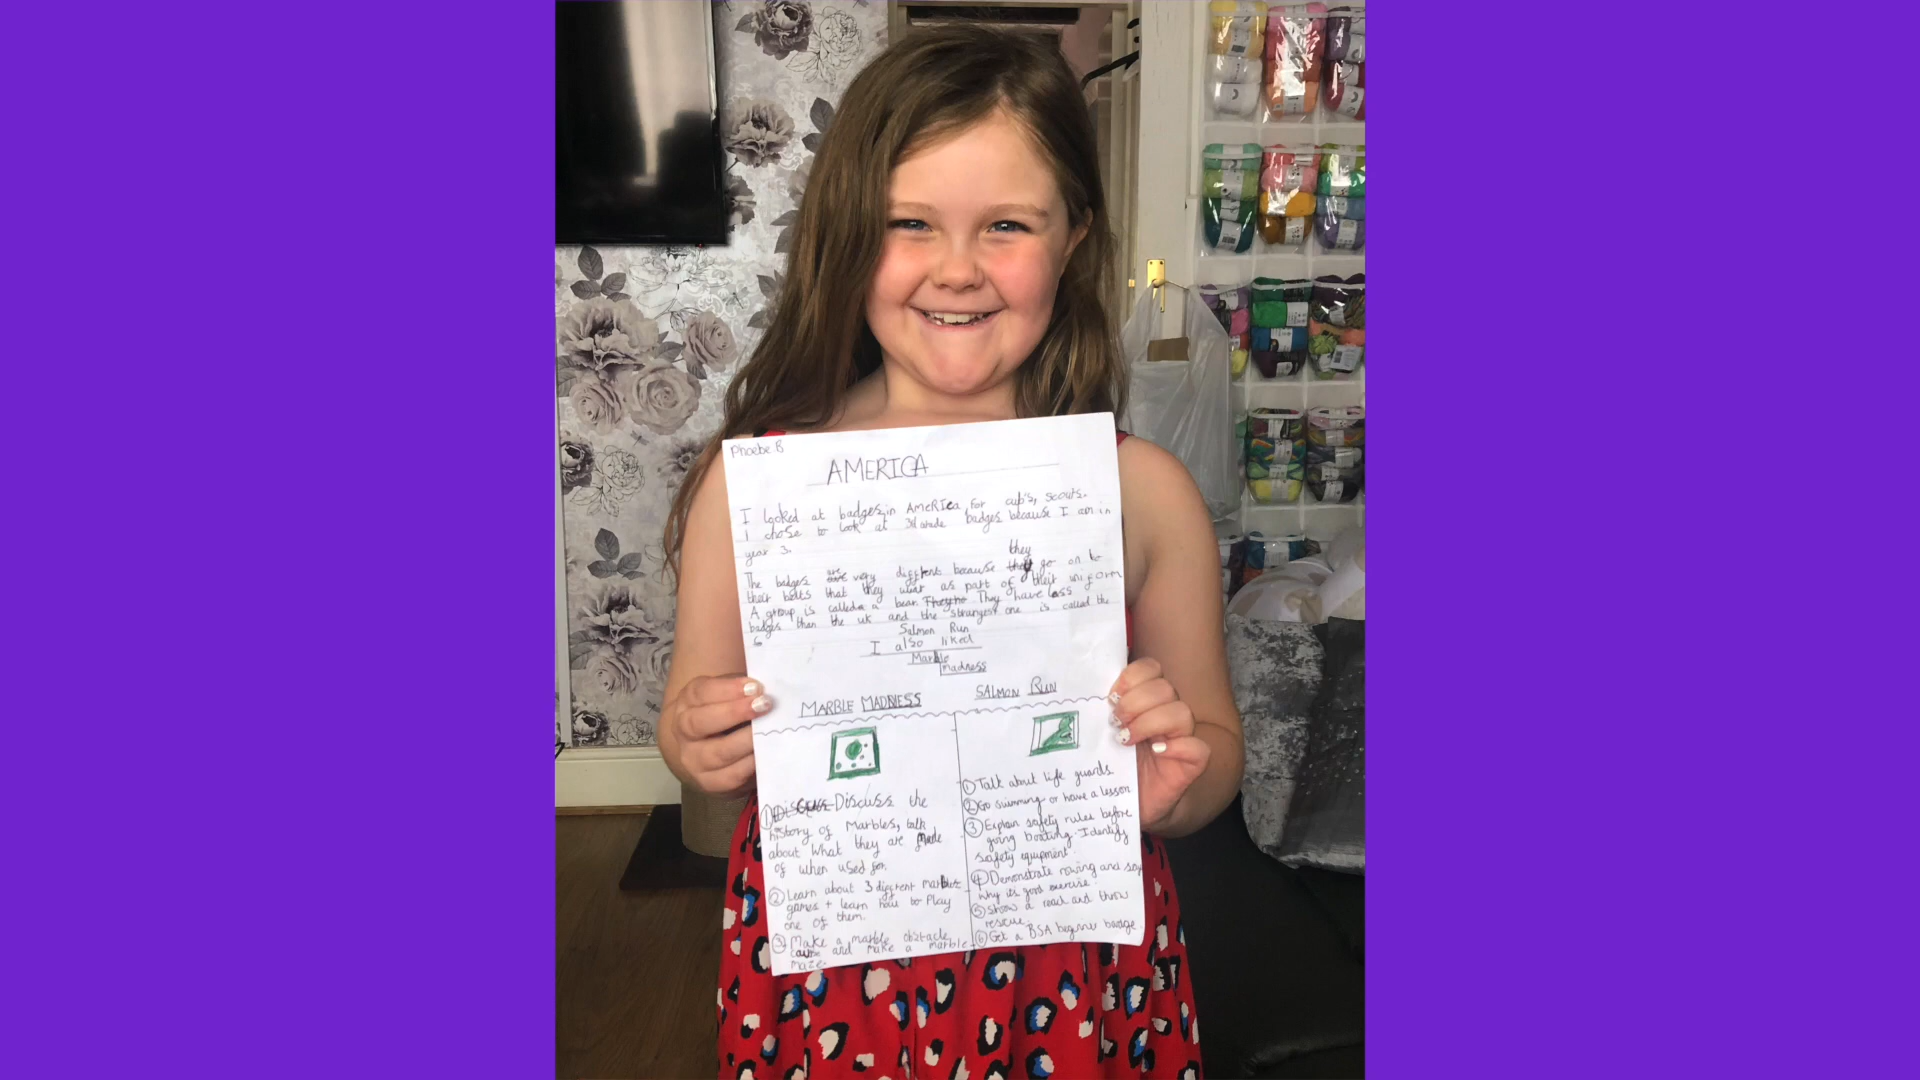 Phoebe B
AMERICA
I looked at badges in AmeRIca, for cub's, scouts.
I chose to look at 3rd grade badges because I am in
year 3.
they
The badges are very different because they go on to
their belts that they wear as part of their uniform
A group is called a bear. They have less
badges than the uk and the strangest one is called the
Salmon Run
I also liked
Marble
madness
MARBLE MADNESS
SALMON RUN
① Discuss the
history of Marbles, talk
about what they are Made
of when used for.
② Learn about 3 different marbles
games + learn how to Play
one of them.
③ Make a marble obstacle
and make a marble
maze.
① Talk about life guards
② Go swimming or have a lesson
③ Explain safety rules before
going boating. Identify
safety equipment.
④ Demonstrate rowing and say
why its good exercise.
⑤ Show a reach and throw
rescue.
⑥ Get a BSA beginner badge.